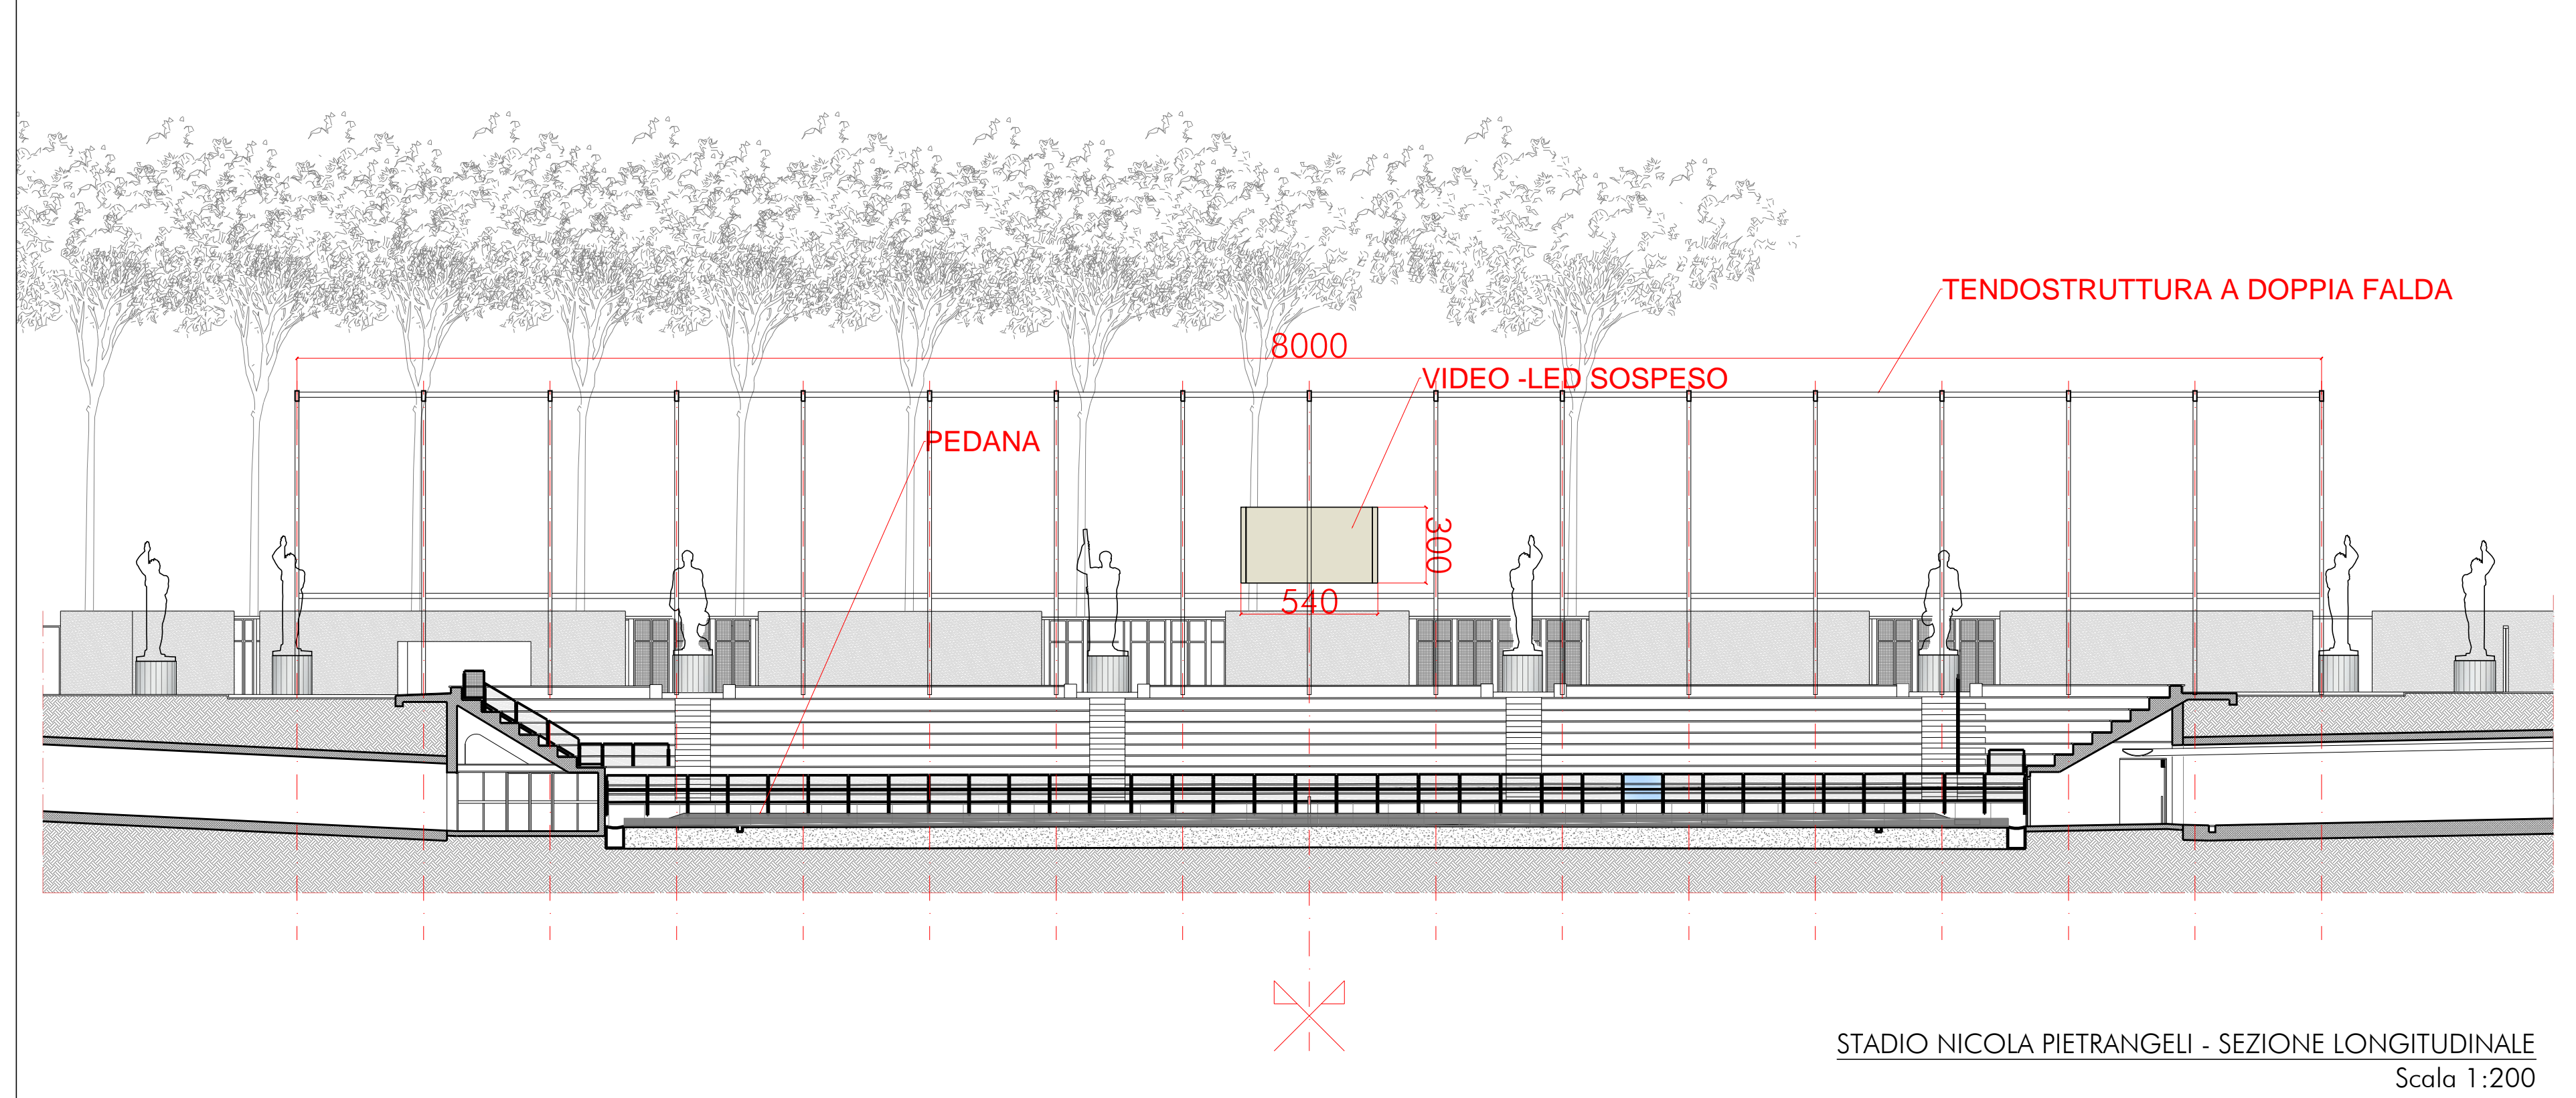 TENDOSTRUTTURA A DOPPIA FALDA
8000
VIDEO -LED SOSPESO
PEDANA
300
540
STADIO NICOLA PIETRANGELI - SEZIONE LONGITUDINALE
Scala 1:200